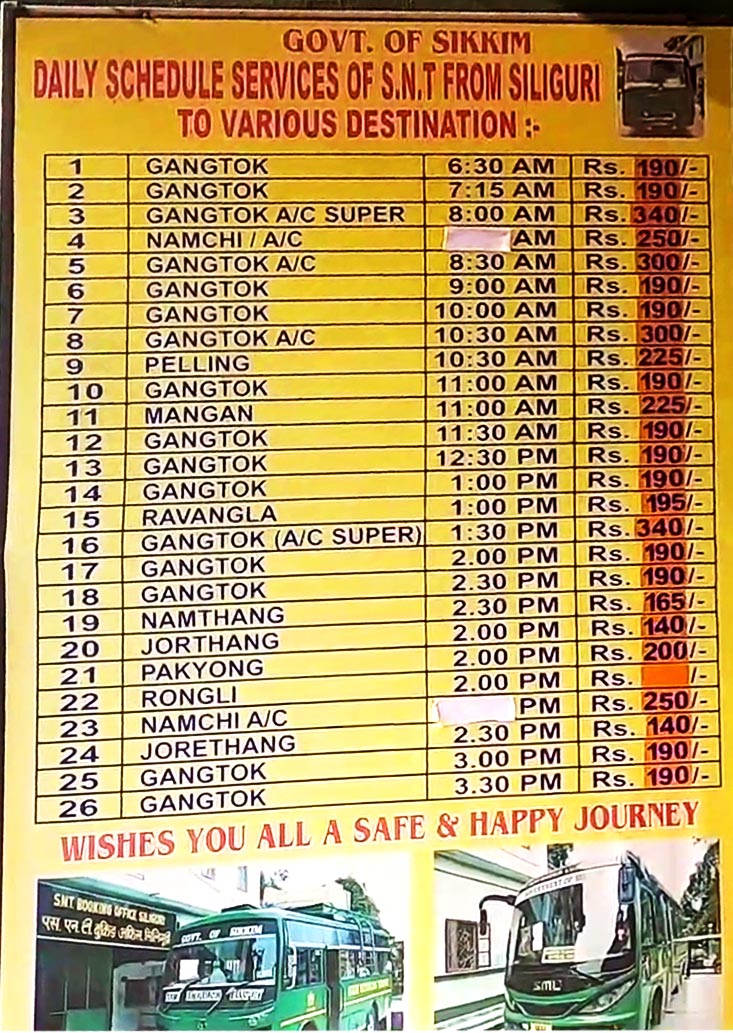 GOVT. OF SIKKIM
DAILY SCHEDULE SERVICES OF S.N.T FROM SILIGURI
TO VARIOUS DESTINATION :-
1 GANGTOK 6:30 AM Rs. 190/-
2 GANGTOK 7:15 AM Rs. 190/-
3 GANGTOK A/C SUPER 8:00 AM Rs. 340/-
4 NAMCHI / A/C AM Rs. 250/-
5 GANGTOK A/C 8:30 AM Rs. 300/-
6 GANGTOK 9:00 AM Rs. 190/-
7 GANGTOK 10:00 AM Rs. 190/-
8 GANGTOK A/C 10:30 AM Rs. 300/-
9 PELLING 10:30 AM Rs. 225/-
10 GANGTOK 11:00 AM Rs. 190/-
11 MANGAN 11:00 AM Rs. 225/-
12 GANGTOK 11:30 AM Rs. 190/-
13 GANGTOK 12:30 PM Rs. 190/-
14 GANGTOK 1:00 PM Rs. 190/-
15 RAVANGLA 1:00 PM Rs. 195/-
16 GANGTOK (A/C SUPER) 1:30 PM Rs. 340/-
17 GANGTOK 2.00 PM Rs. 190/-
18 GANGTOK 2.30 PM Rs. 190/-
19 NAMTHANG 2.30 PM Rs. 165/-
20 JORTHANG 2.00 PM Rs. 140/-
21 PAKYONG 2.00 PM Rs. 200/-
22 RONGLI 2.00 PM Rs. /-
23 NAMCHI A/C PM Rs. 250/-
24 JORETHANG 2.30 PM Rs. 140/-
25 GANGTOK 3.00 PM Rs. 190/-
26 GANGTOK 3.30 PM Rs. 190/-
WISHES YOU ALL A SAFE & HAPPY JOURNEY
S.N.T. BOOKING OFFICE SILIGURI
एस. एन. टी
GOVT. OF SIKKIM
SML